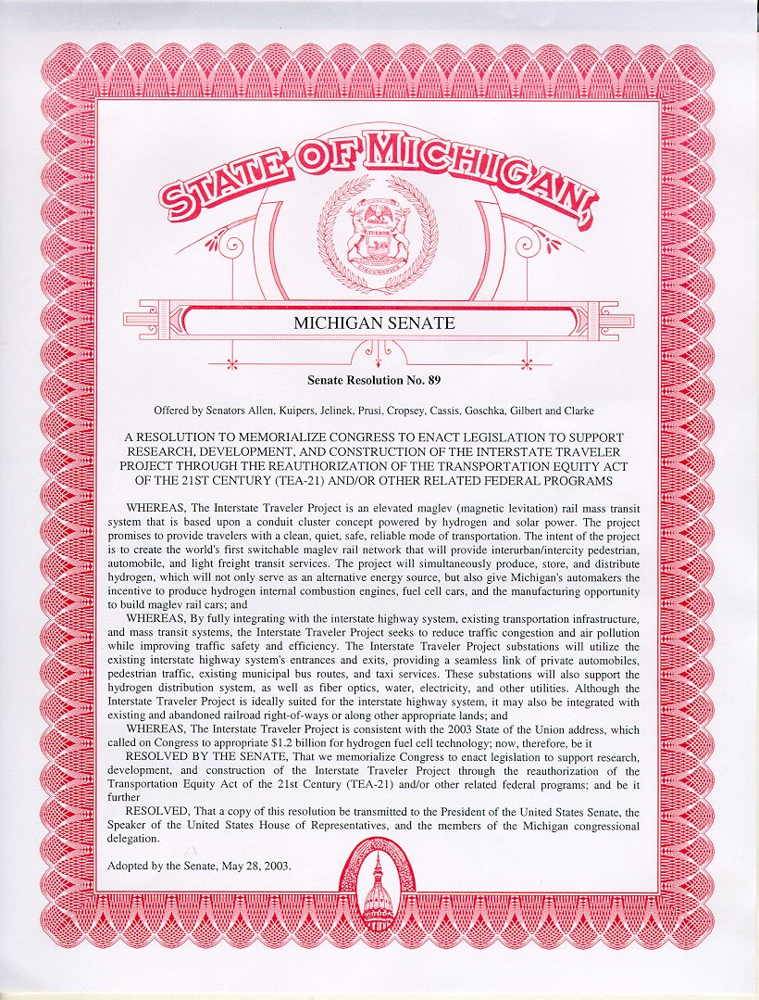 STATE OF MICHIGAN,
TUEBOR
CIRCUMSPICE
MICHIGAN SENATE
Senate Resolution No. 89
Offered by Senators Allen, Kuipers, Jelinek, Prusi, Cropsey, Cassis, Goschka, Gilbert and Clarke
A RESOLUTION TO MEMORIALIZE CONGRESS TO ENACT LEGISLATION TO SUPPORT
RESEARCH, DEVELOPMENT, AND CONSTRUCTION OF THE INTERSTATE TRAVELER
PROJECT THROUGH THE REAUTHORIZATION OF THE TRANSPORTATION EQUITY ACT
OF THE 21ST CENTURY (TEA-21) AND/OR OTHER RELATED FEDERAL PROGRAMS
WHEREAS, The Interstate Traveler Project is an elevated maglev (magnetic levitation) rail mass transit
system that is based upon a conduit cluster concept powered by hydrogen and solar power. The project
promises to provide travelers with a clean, quiet, safe, reliable mode of transportation. The intent of the project
is to create the world's first switchable maglev rail network that will provide interurban/intercity pedestrian,
automobile, and light freight transit services. The project will simultaneously produce, store, and distribute
hydrogen, which will not only serve as an alternative energy source, but also give Michigan's automakers the
incentive to produce hydrogen internal combustion engines, fuel cell cars, and the manufacturing opportunity
to build maglev rail cars; and
WHEREAS, By fully integrating with the interstate highway system, existing transportation infrastructure,
and mass transit systems, the Interstate Traveler Project seeks to reduce traffic congestion and air pollution
while improving traffic safety and efficiency. The Interstate Traveler Project substations will utilize the
existing interstate highway system's entrances and exits, providing a seamless link of private automobiles,
pedestrian traffic, existing municipal bus routes, and taxi services. These substations will also support the
hydrogen distribution system, as well as fiber optics, water, electricity, and other utilities. Although the
Interstate Traveler Project is ideally suited for the interstate highway system, it may also be integrated with
existing and abandoned railroad right-of-ways or along other appropriate lands; and
WHEREAS, The Interstate Traveler Project is consistent with the 2003 State of the Union address, which
called on Congress to appropriate $1.2 billion for hydrogen fuel cell technology; now, therefore, be it
RESOLVED BY THE SENATE, That we memorialize Congress to enact legislation to support research,
development, and construction of the Interstate Traveler Project through the reauthorization of the
Transportation Equity Act of the 21st Century (TEA-21) and/or other related federal programs; and be it
further
RESOLVED, That a copy of this resolution be transmitted to the President of the United States Senate, the
Speaker of the United States House of Representatives, and the members of the Michigan congressional
delegation.
Adopted by the Senate, May 28, 2003.